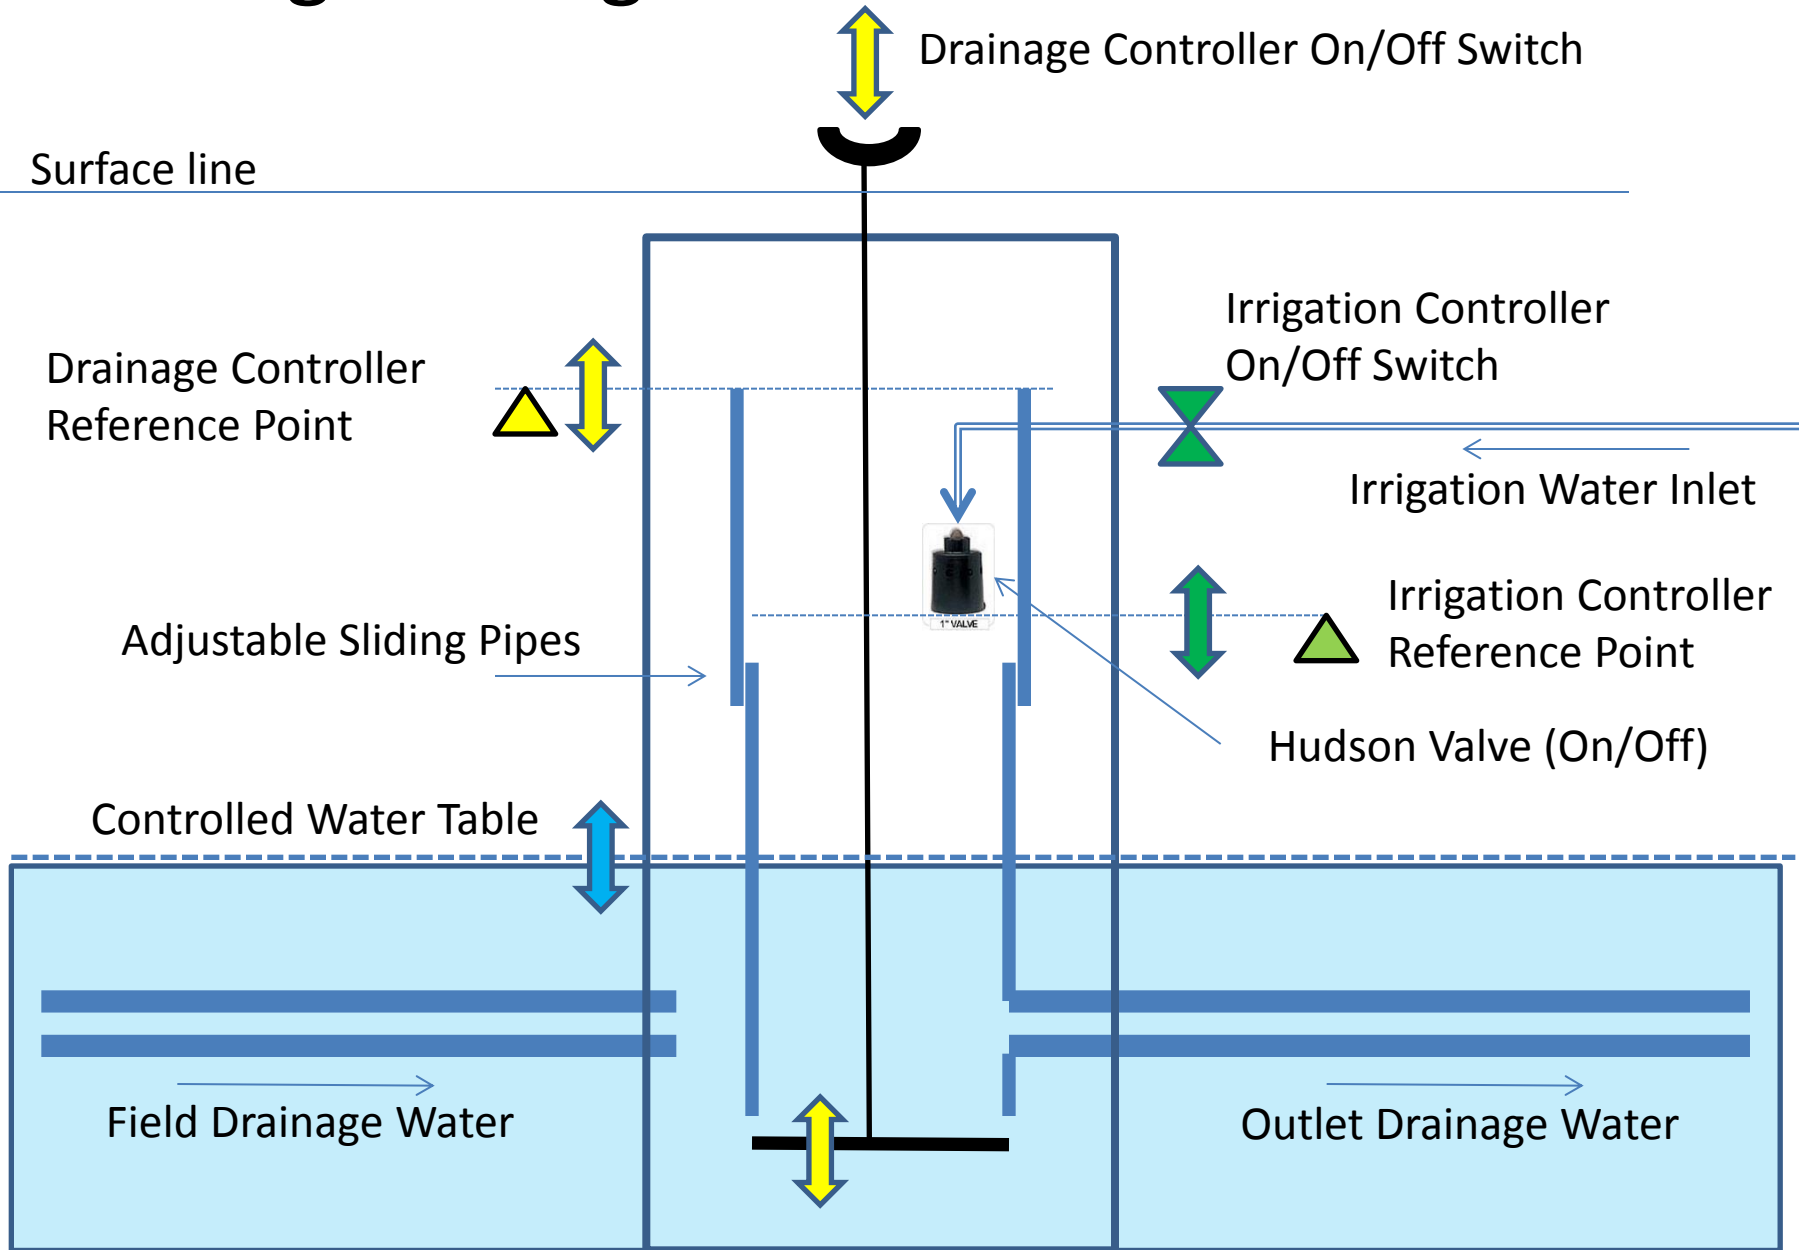 Drainage Controller On/Off Switch
Surface line
Irrigation Controller
On/Off Switch
Drainage Controller
Reference Point
Irrigation Water Inlet
1" VALVE
Irrigation Controller
Reference Point
Adjustable Sliding Pipes
Hudson Valve (On/Off)
Controlled Water Table
Field Drainage Water
Outlet Drainage Water